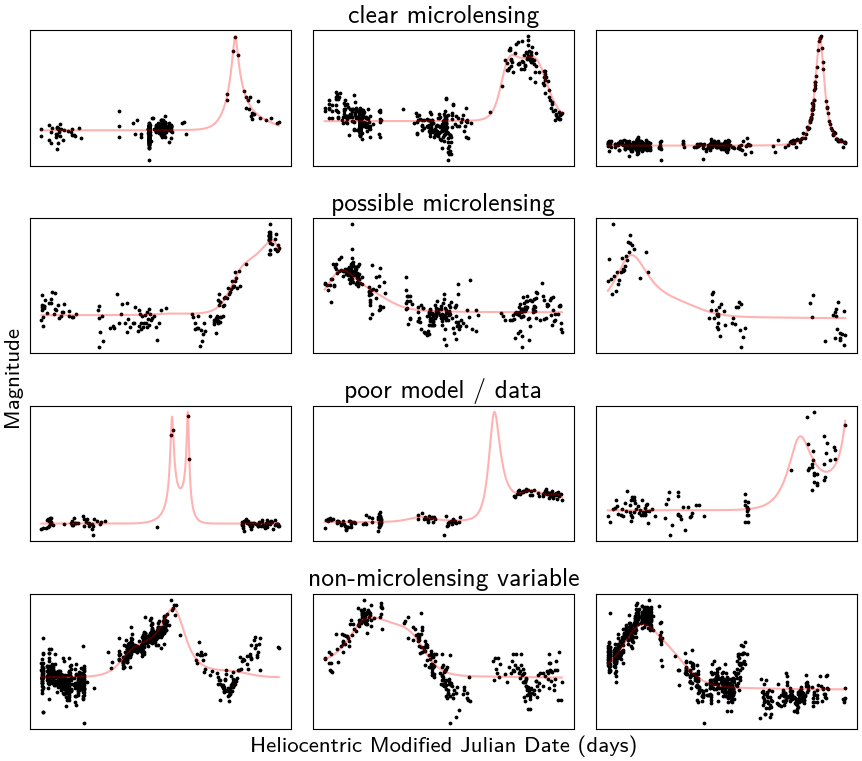 clear microlensing
possible microlensing
Magnitude
poor model / data
non-microlensing variable
Heliocentric Modified Julian Date (days)